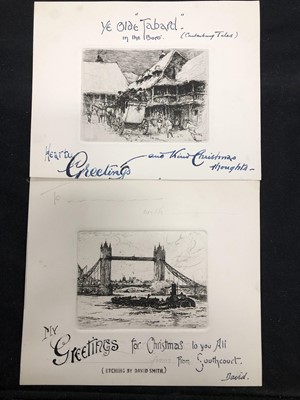 Ye Olde "Tabard"
in the Boro'.
(Canterbury Tales)
Hearty
Greetings and Kind Christmas
thoughts -
My
Greetings for Christmas to you All
from Southcourt.
(ETCHING BY DAVID SMITH)
David.